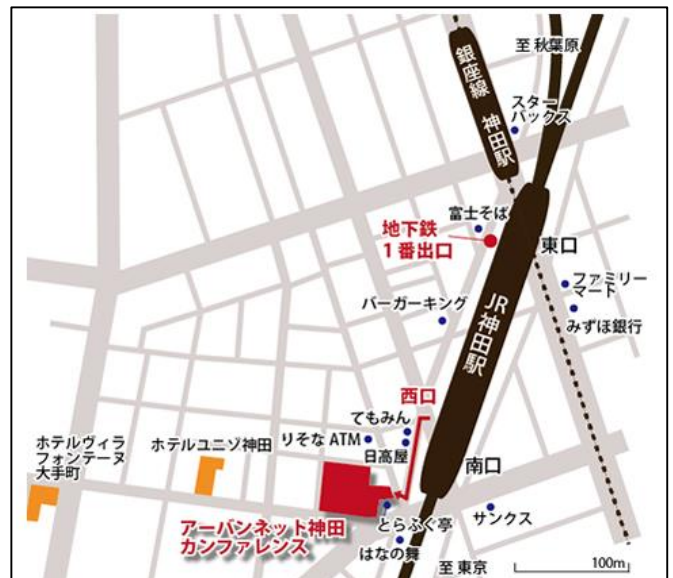 至 秋葉原
銀座線 神田駅
スター
バックス
富士そば
地下鉄
1番出口
東口
ファミリー
マート
バーガーキング
みずほ銀行
JR神田駅
西口
てもみん
りそな ATM
日高屋
ホテルヴィラ
フォンテーヌ
大手町
ホテルユニゾ神田
南口
アーバンネット神田
カンファレンス
とらふぐ亭
サンクス
はなの舞
至 東京
100m